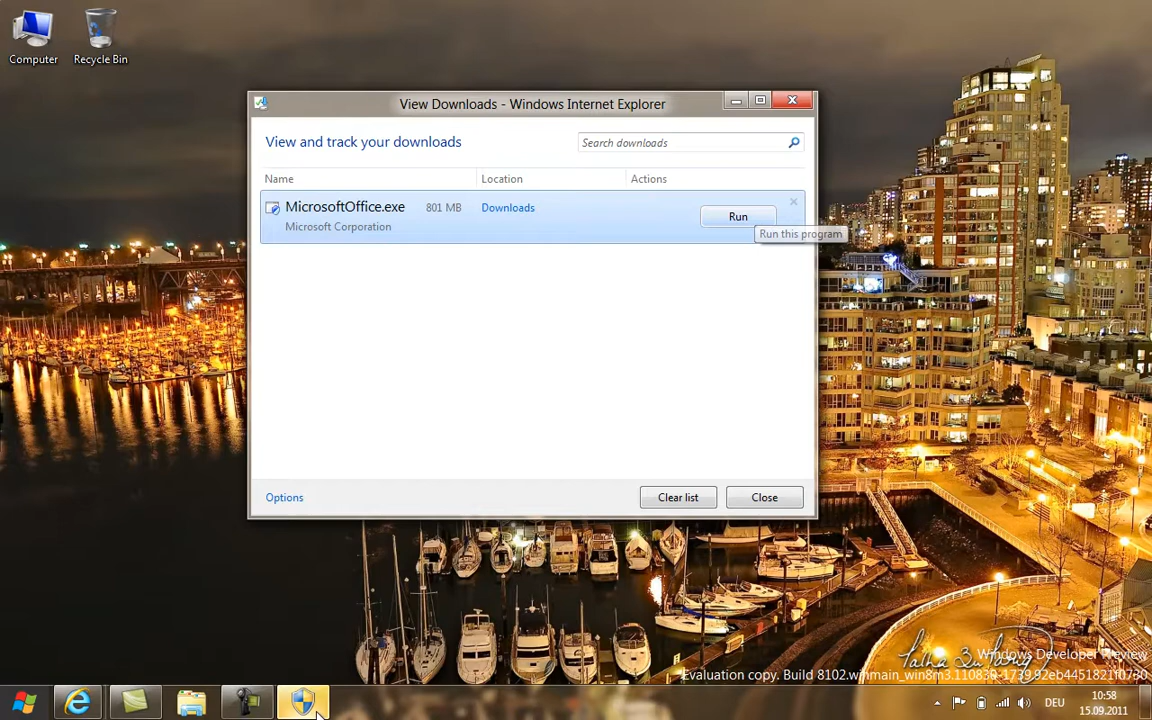 Computer
Recycle Bin
View Downloads - Windows Internet Explorer
View and track your downloads
Search downloads
Name
Location
Actions
MicrosoftOffice.exe
801 MB
Downloads
Run
Microsoft Corporation
Run this program
Options
Clear list
Close
Windows Developer Preview
Evaluation copy. Build 8102.winmain_win8m3.110830-1739.92eb4451821f0730
DEU
10:58
15.09.2011